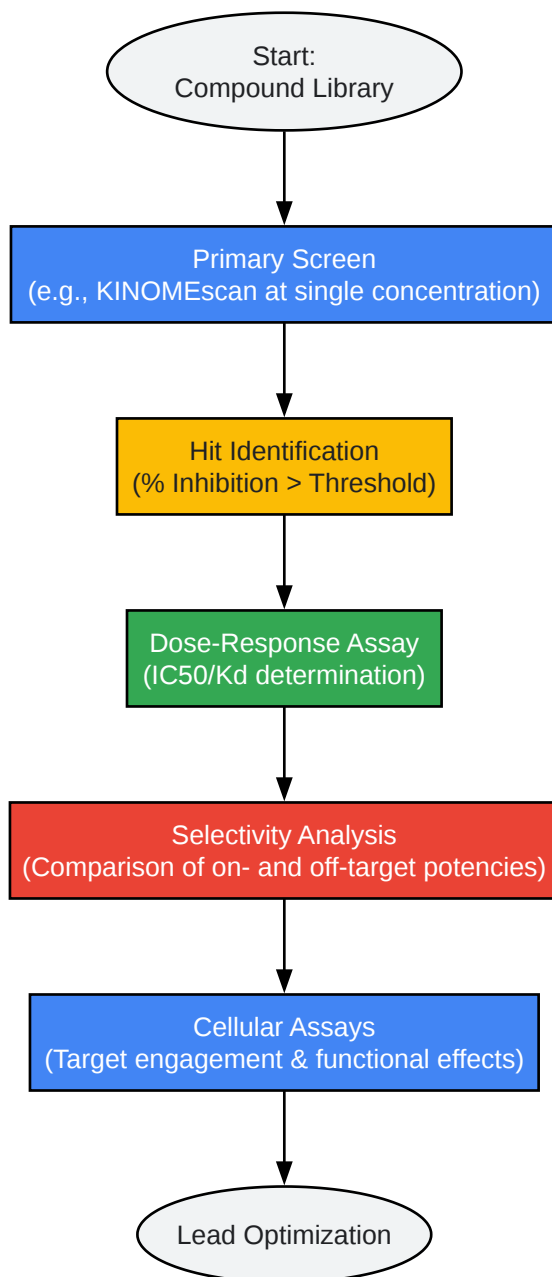 Start:
Compound Library
Primary Screen
(e.g., KINOMEscan at single concentration)
Hit Identification
(% Inhibition > Threshold)
Dose-Response Assay
(IC50/Kd determination)
Selectivity Analysis
(Comparison of on- and off-target potencies)
Cellular Assays
(Target engagement & functional effects)
Lead Optimization